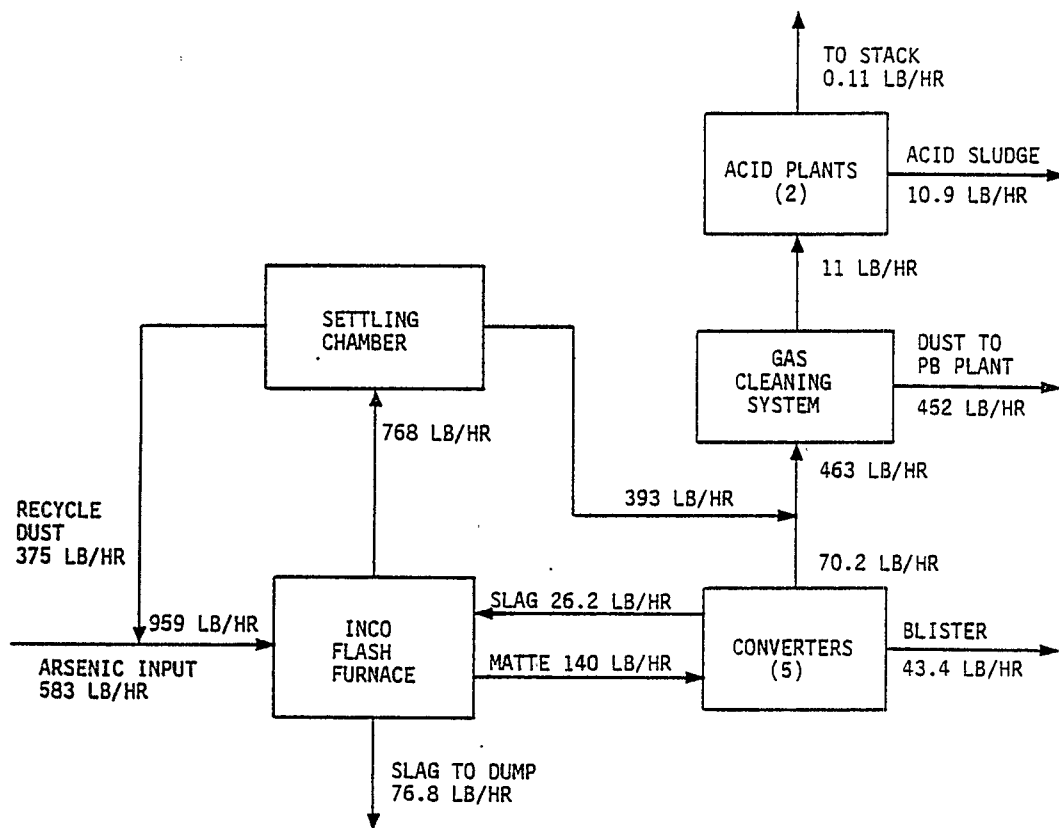 TO STACK
0.11 LB/HR
ACID PLANTS
(2)
ACID SLUDGE
10.9 LB/HR
11 LB/HR
SETTLING
CHAMBER
GAS
CLEANING
SYSTEM
DUST TO
PB PLANT
452 LB/HR
768 LB/HR
463 LB/HR
RECYCLE
DUST
375 LB/HR
393 LB/HR
70.2 LB/HR
959 LB/HR
ARSENIC INPUT
583 LB/HR
INCO
FLASH
FURNACE
SLAG 26.2 LB/HR
MATTE 140 LB/HR
CONVERTERS
(5)
BLISTER
43.4 LB/HR
SLAG TO DUMP
76.8 LB/HR